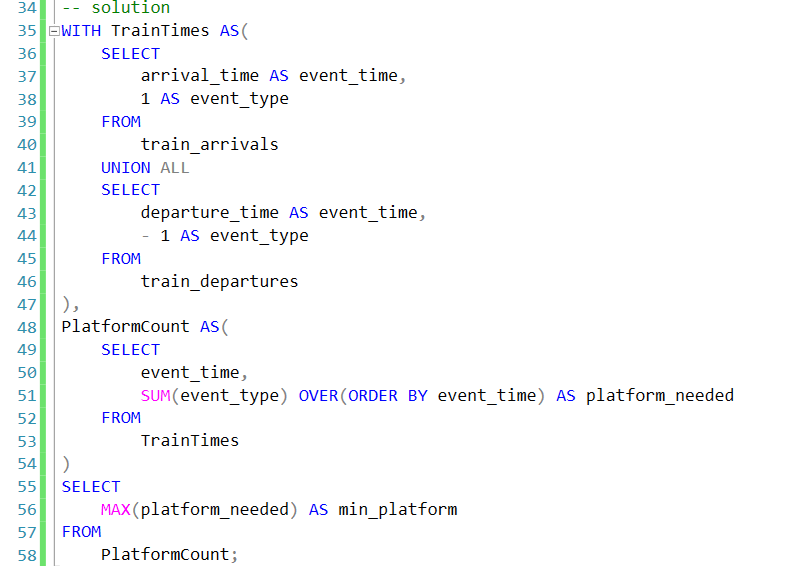 34 -- solution
35 WITH TrainTimes AS(
36     SELECT
37         arrival_time AS event_time,
38         1 AS event_type
39     FROM
40         train_arrivals
41     UNION ALL
42     SELECT
43         departure_time AS event_time,
44         - 1 AS event_type
45     FROM
46         train_departures
47 ),
48 PlatformCount AS(
49     SELECT
50         event_time,
51         SUM(event_type) OVER(ORDER BY event_time) AS platform_needed
52     FROM
53         TrainTimes
54 )
55 SELECT
56     MAX(platform_needed) AS min_platform
57 FROM
58     PlatformCount;